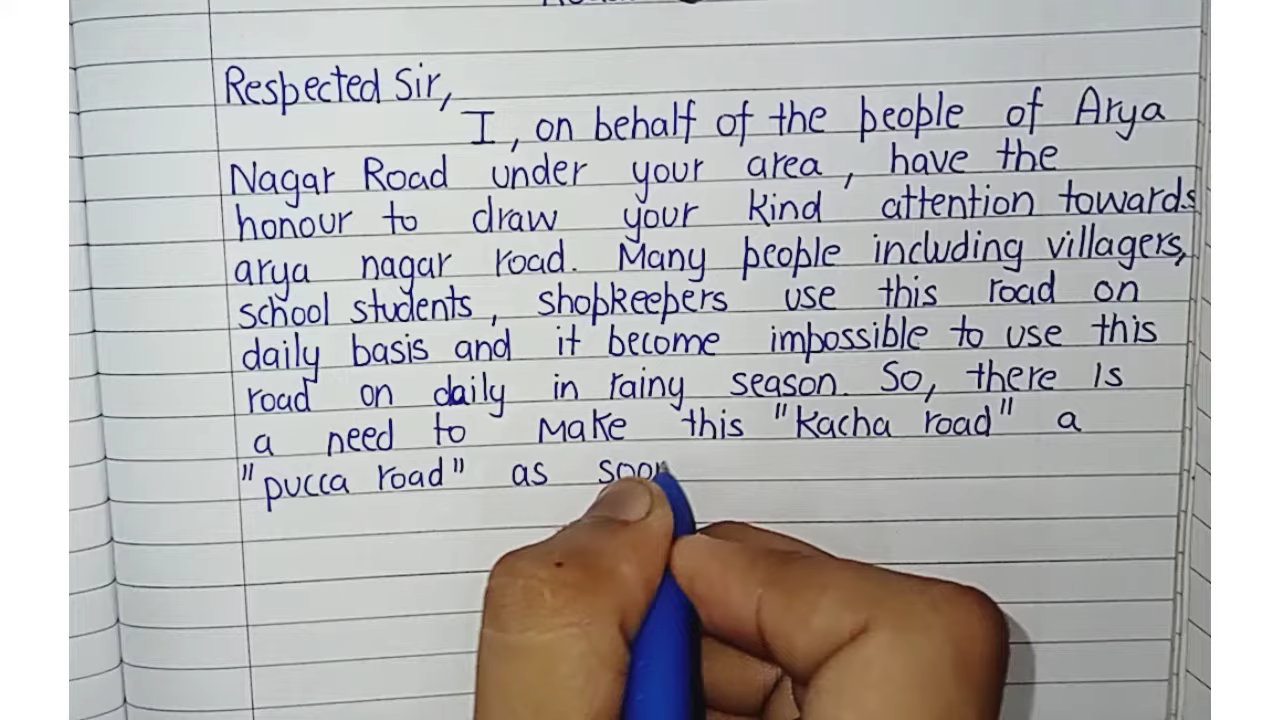 Respected Sir,
I, on behalf of the people of Arya
Nagar Road under your area, have the
honour to draw your kind attention towards
arya nagar road. Many people including villagers,
school students, shopkeepers use this road on
daily basis and it become impossible to use this
road on daily in rainy season. So, there is
a need to make this "kacha road" a
"pucca road" as soon